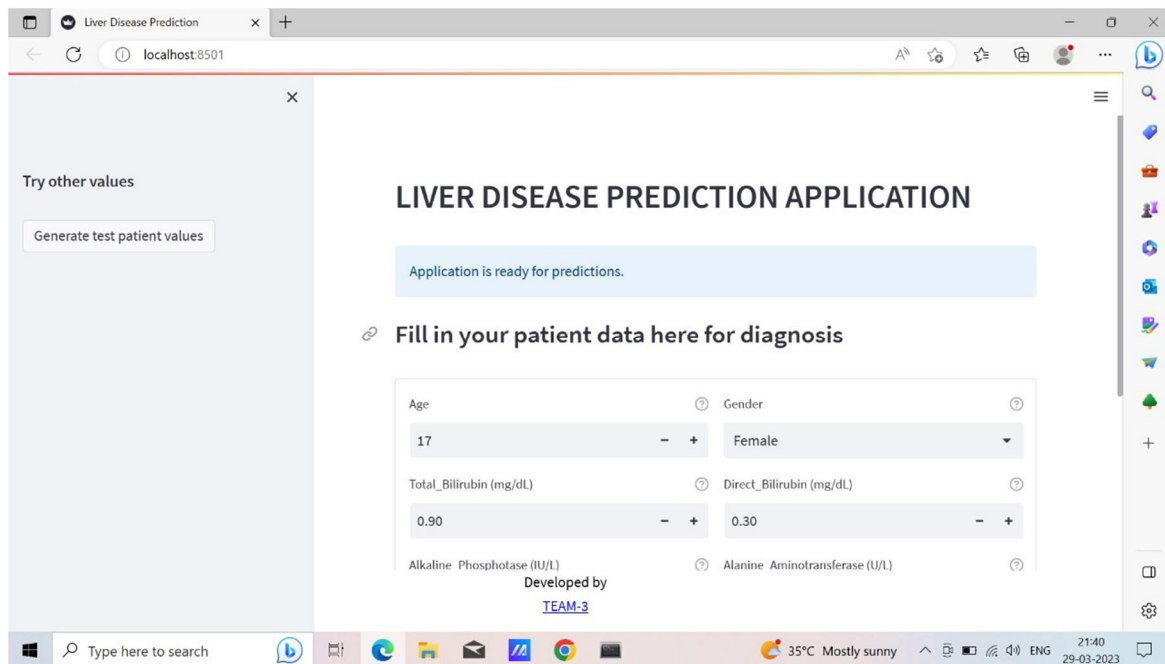 Liver Disease Prediction
localhost:8501
Try other values
Generate test patient values
LIVER DISEASE PREDICTION APPLICATION
Application is ready for predictions.
Fill in your patient data here for diagnosis
Age
Gender
17
Female
Total_Bilirubin (mg/dL)
Direct_Bilirubin (mg/dL)
0.90
0.30
Alkaline_Phosphotase (IU/L)
Alanine_Aminotransferase (U/L)
Developed by
TEAM-3
Type here to search
35°C Mostly sunny
ENG
21:40
29-03-2023